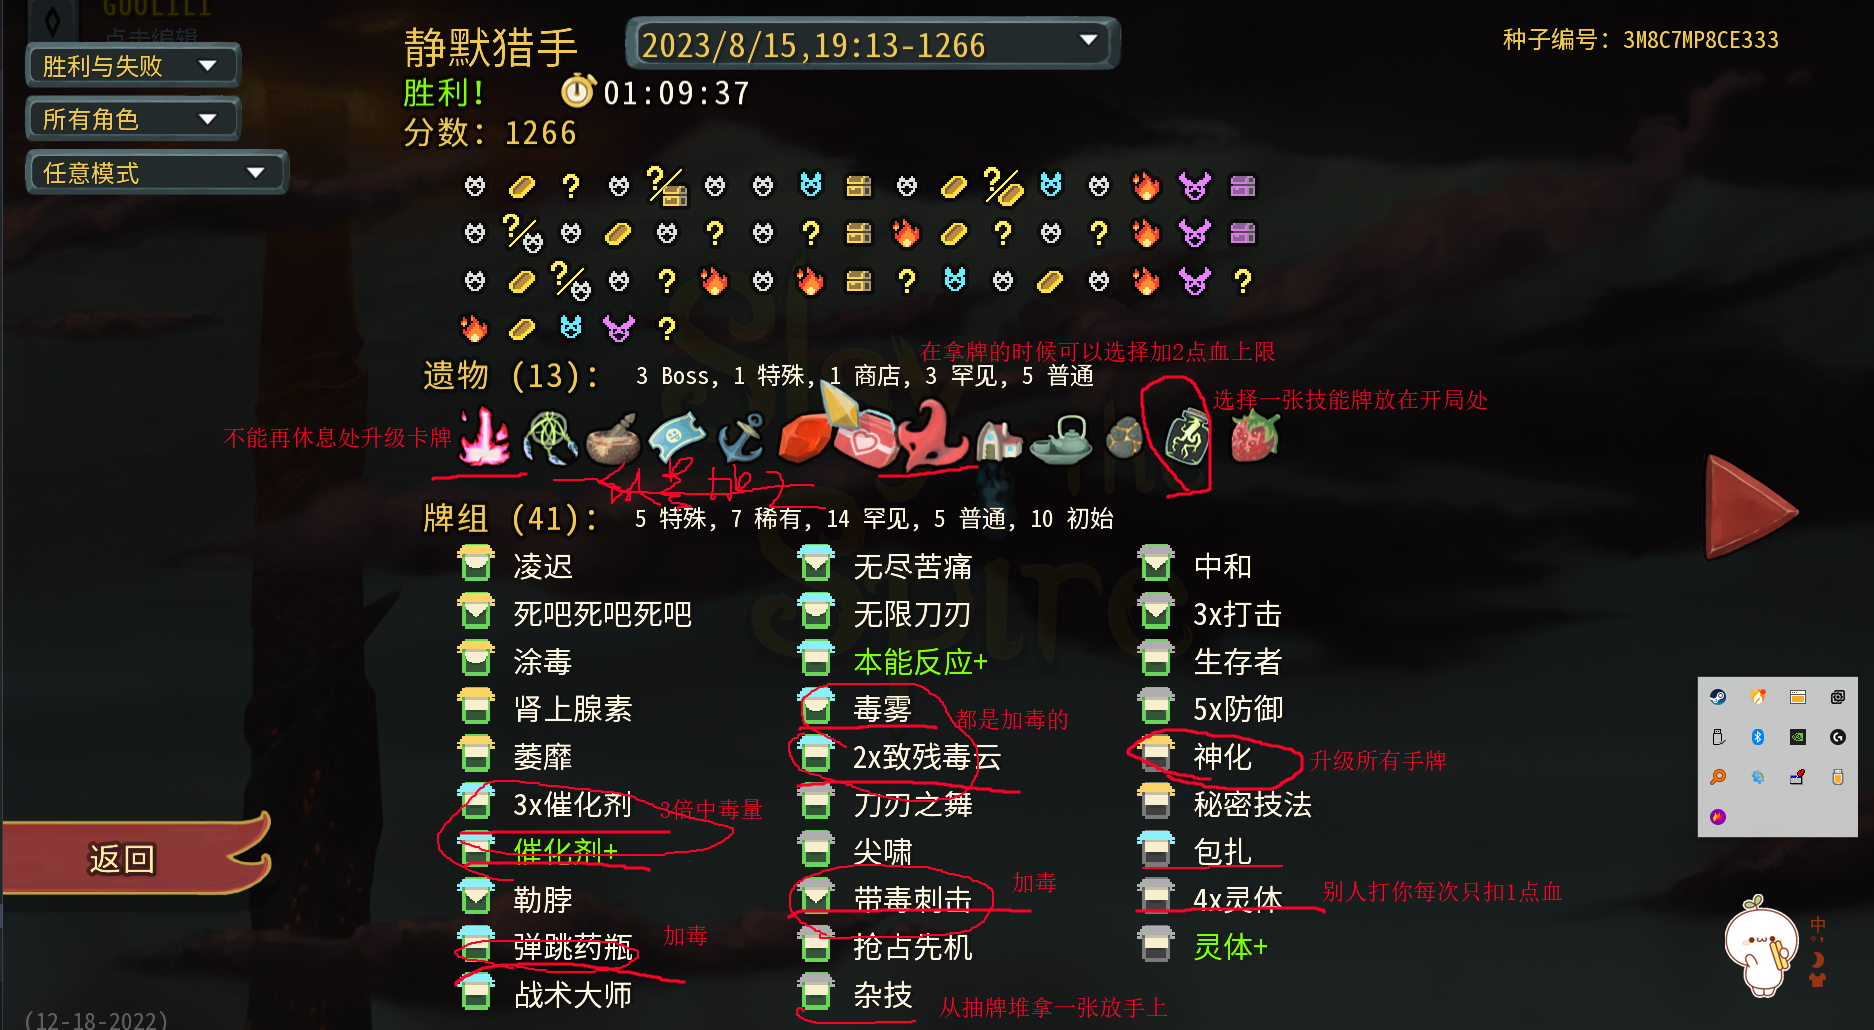 GUOLILI
点击编辑
胜利与失败
所有角色
任意模式
静默猎手
2023/8/15,19:13-1266
种子编号: 3M8C7MP8CE333
胜利!
01:09:37
分数: 1266
在拿牌的时候可以选择加2点血上限
遗物 (13):
3 Boss, 1 特殊, 1 商店, 3 罕见, 5 普通
选择一张技能牌放在开局处
不能再休息处升级卡牌
牌组 (41):
5 特殊, 7 稀有, 14 罕见, 5 普通, 10 初始
凌迟
无尽苦痛
中和
死吧死吧死吧
无限刀刃
3x打击
涂毒
本能反应+
生存者
肾上腺素
毒雾
都是加毒的
5x防御
萎靡
2x致残毒云
神化
升级所有手牌
3x催化剂
3倍中毒量
刀刃之舞
秘密技法
催化剂+
尖啸
包扎
勒脖
带毒刺击
加毒
4x灵体
别人打你每次只扣1点血
弹跳药瓶
加毒
抢占先机
灵体+
战术大师
杂技
从抽牌堆拿一张放手上
返回
中
(12-18-2022)
Slay
the
Spire